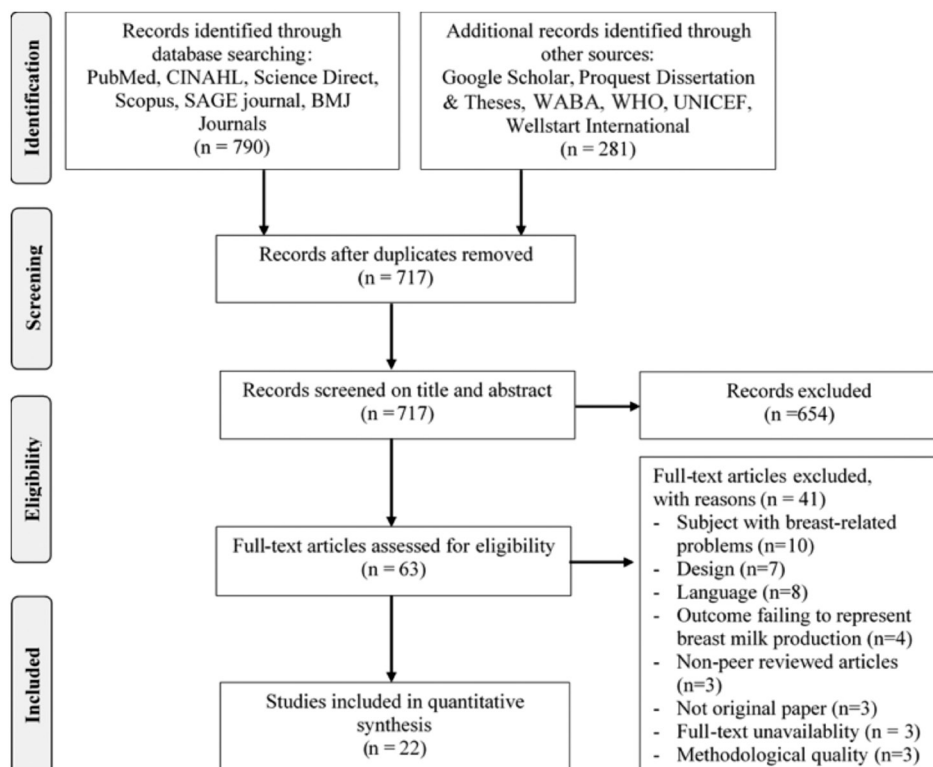 Identification
Records identified through
database searching:
PubMed, CINAHL, Science Direct,
Scopus, SAGE journal, BMJ
Journals
(n = 790)
Additional records identified through
other sources:
Google Scholar, Proquest Dissertation
& Theses, WABA, WHO, UNICEF,
Wellstart International
(n = 281)
Screening
Records after duplicates removed
(n = 717)
Records screened on title and abstract
(n = 717)
Records excluded
(n =654)
Eligibility
Full-text articles assessed for eligibility
(n = 63)
Full-text articles excluded,
with reasons (n = 41)
- Subject with breast-related
problems (n=10)
- Design (n=7)
- Language (n=8)
- Outcome failing to represent
breast milk production (n=4)
- Non-peer reviewed articles
(n=3)
- Not original paper (n=3)
- Full-text unavailablity (n = 3)
- Methodological quality (n=3)
Included
Studies included in quantitative
synthesis
(n = 22)